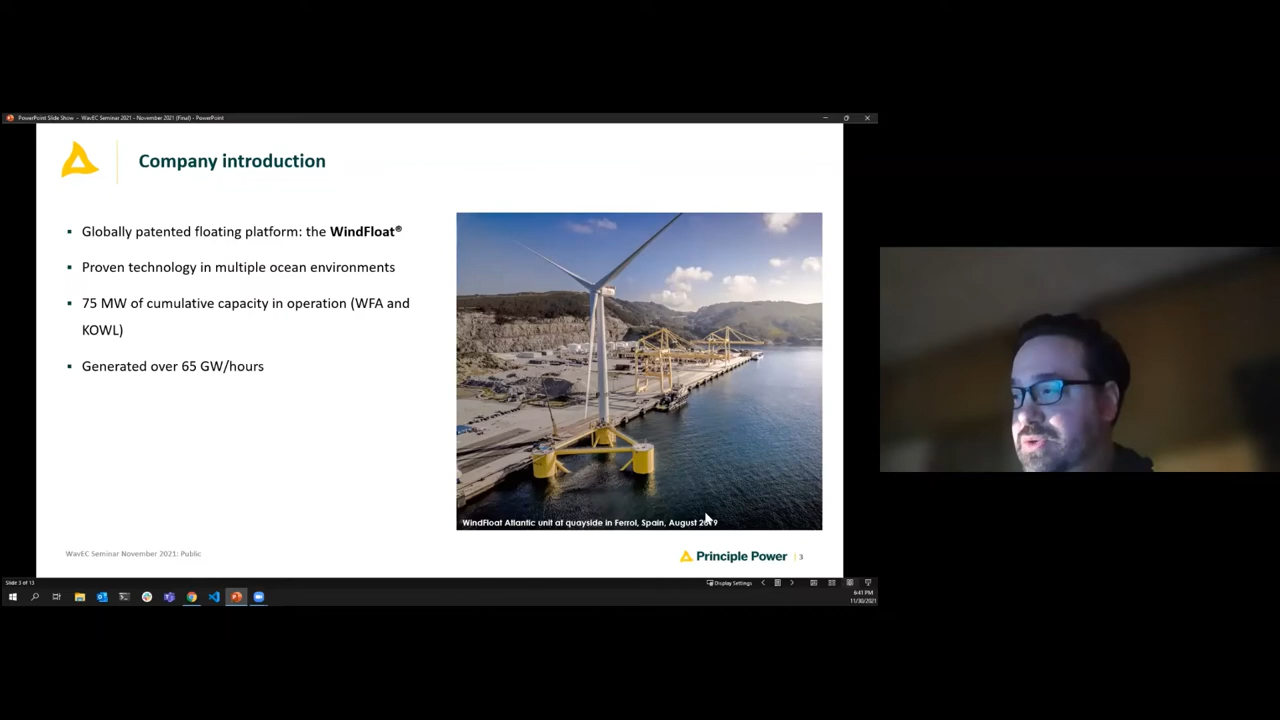 PowerPoint Slide Show - WavEC Seminar 2021 - November 2021 (Final) - PowerPoint
Company introduction
▪ Globally patented floating platform: the WindFloat®
▪ Proven technology in multiple ocean environments
▪ 75 MW of cumulative capacity in operation (WFA and
KOWL)
▪ Generated over 65 GW/hours
WindFloat Atlantic unit at quayside in Ferrol, Spain, August 2019
WavEC Seminar November 2021: Public
Principle Power
3
Slide 3 of 13
Display Settings
6:41 PM
11/30/2021